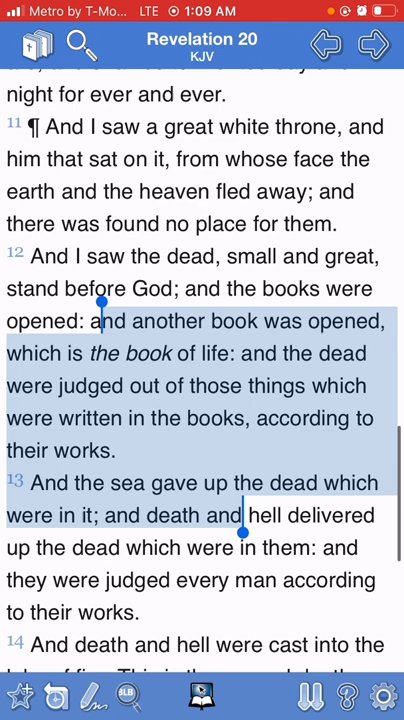 Metro by T-Mo... LTE 1:09 AM
Revelation 20
KJV
night for ever and ever.
11 ¶ And I saw a great white throne, and
him that sat on it, from whose face the
earth and the heaven fled away; and
there was found no place for them.
12 And I saw the dead, small and great,
stand before God; and the books were
opened: and another book was opened,
which is the book of life: and the dead
were judged out of those things which
were written in the books, according to
their works.
13 And the sea gave up the dead which
were in it; and death and hell delivered
up the dead which were in them: and
they were judged every man according
to their works.
14 And death and hell were cast into the
BLB